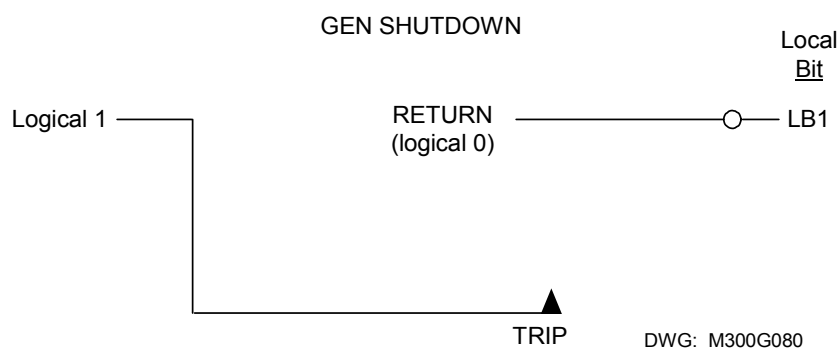 GEN SHUTDOWN
Local
Bit
Logical 1
RETURN
(logical 0)
LB1
TRIP
DWG: M300G080